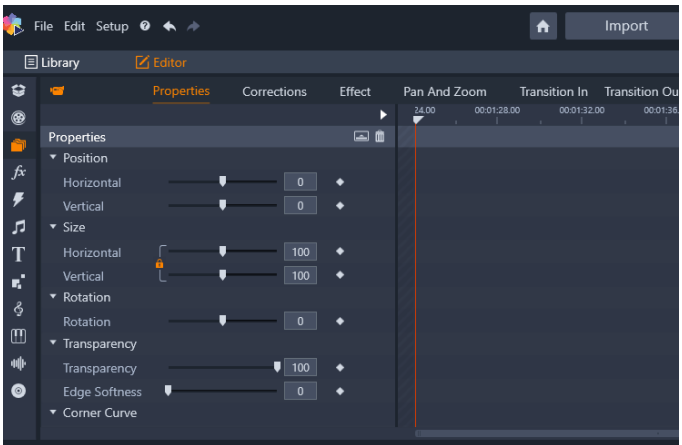 File Edit Setup ? Import
Library Editor
Properties Corrections Effect Pan And Zoom Transition In Transition Ou
24.00 00:01:28.00 00:01:32.00 00:01:36.
Properties
Position
Horizontal 0
Vertical 0
Size
Horizontal 100
Vertical 100
Rotation
Rotation 0
Transparency
Transparency 100
Edge Softness 0
Corner Curve